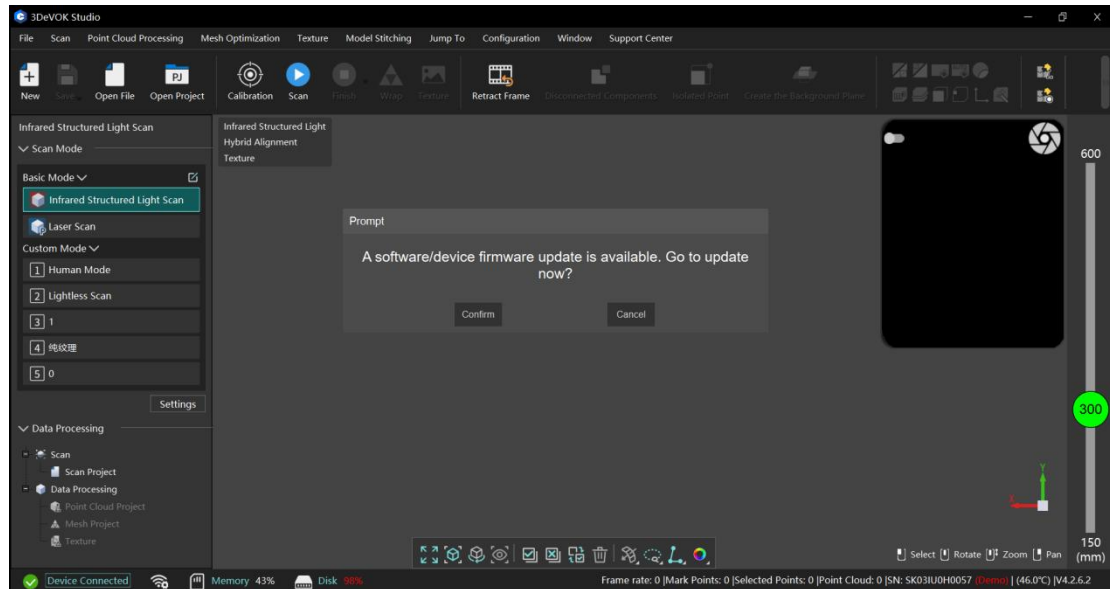 3DeVOK Studio
File Scan Point Cloud Processing Mesh Optimization Texture Model Stitching Jump To Configuration Window Support Center
PJ
New Save Open File Open Project Calibration Scan Finish Wrap Texture Retract Frame Disconnected Components Isolated Point Create the Background Plane
Infrared Structured Light Scan
Scan Mode
Basic Mode
Infrared Structured Light Scan
Laser Scan
Custom Mode
1 Human Mode
2 Lightless Scan
3 1
4 纯纹理
5 0
Settings
Data Processing
Scan
Scan Project
Data Processing
Point Cloud Project
Mesh Project
Texture
Infrared Structured Light
Hybrid Alignment
Texture
Prompt
A software/device firmware update is available. Go to update
now?
Confirm Cancel
600
300
150
(mm)
Y
X
Select Rotate Zoom Pan
Device Connected Memory 43% Disk 98% Frame rate: 0 |Mark Points: 0 |Selected Points: 0 |Point Cloud: 0 |SN: SK03IU0H0057 (Demo) | (46.0°C) |V4.2.6.2